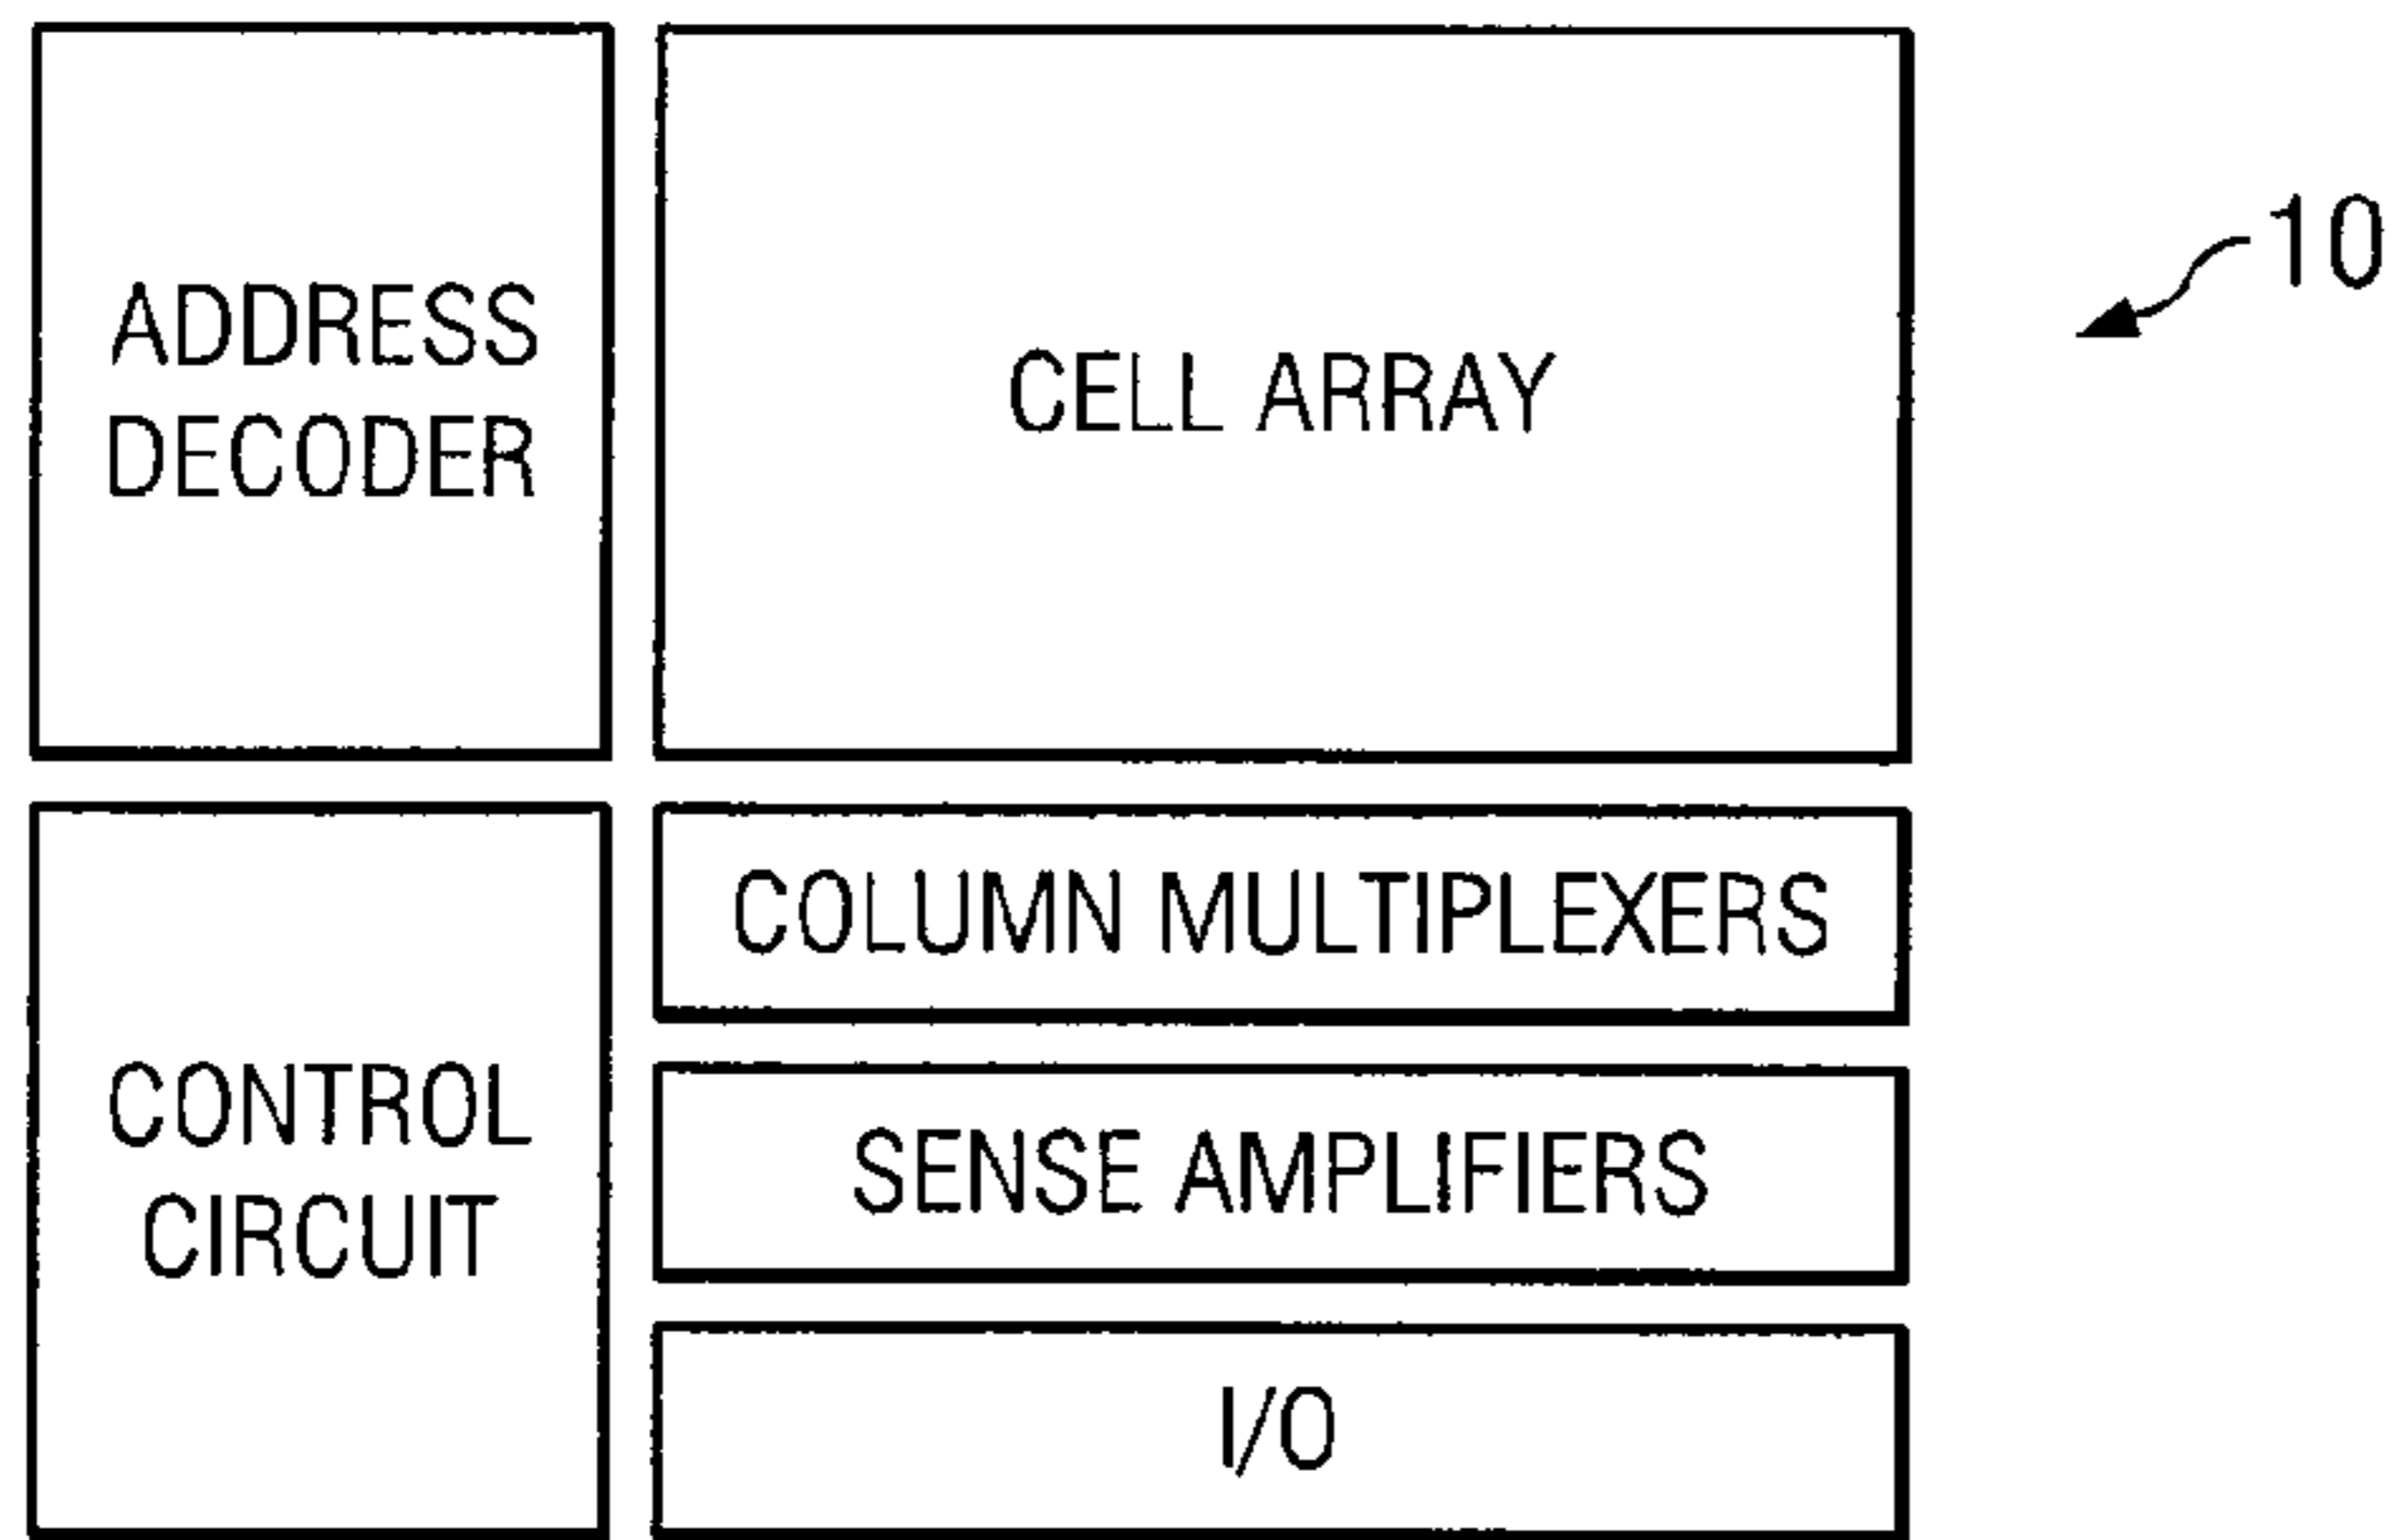 ADDRESS
DECODER
CELL ARRAY
10
CONTROL
CIRCUIT
COLUMN MULTIPLEXERS
SENSE AMPLIFIERS
I/O